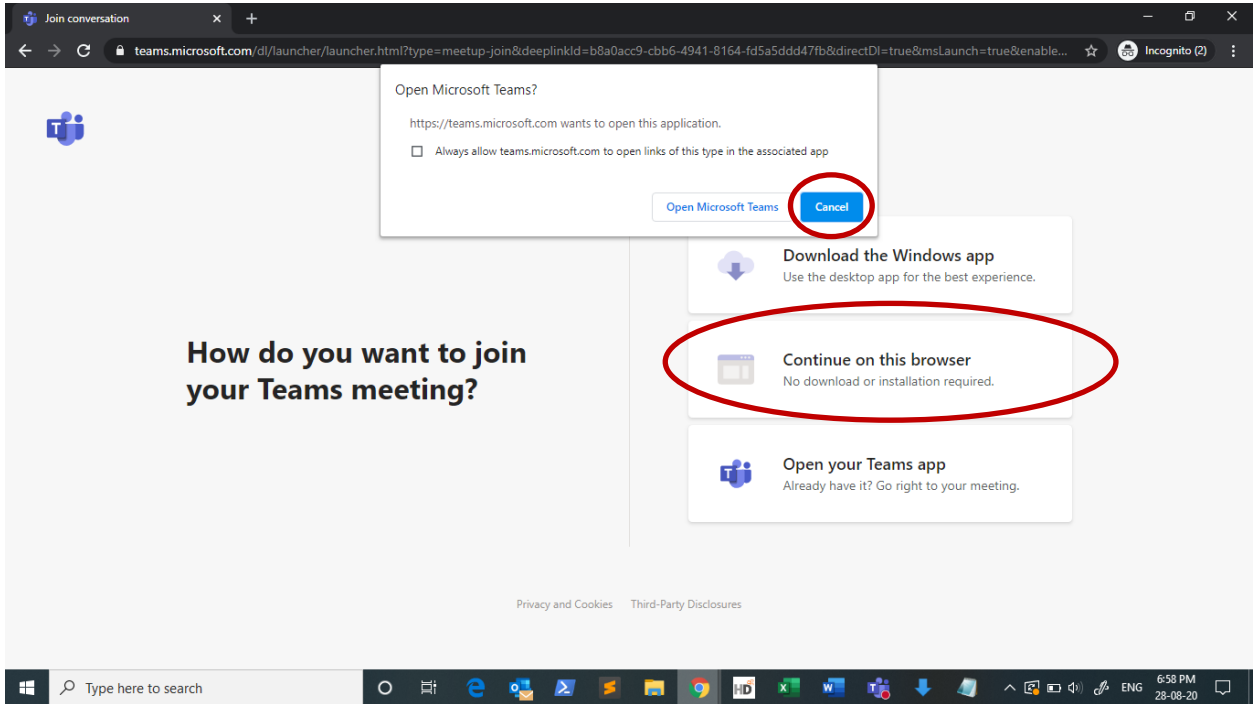 Join conversation
teams.microsoft.com/dl/launcher/launcher.html?type=meetup-join&deeplinkId=b8a0acc9-cbb6-4941-8164-fd5a5ddd47fb&directDl=true&msLaunch=true&enable...
Incognito (2)
Open Microsoft Teams?
https://teams.microsoft.com wants to open this application.
Always allow teams.microsoft.com to open links of this type in the associated app
Open Microsoft Teams
Cancel
How do you want to join
your Teams meeting?
Download the Windows app
Use the desktop app for the best experience.
Continue on this browser
No download or installation required.
Open your Teams app
Already have it? Go right to your meeting.
Privacy and Cookies
Third-Party Disclosures
Type here to search
ENG
6:58 PM
28-08-20